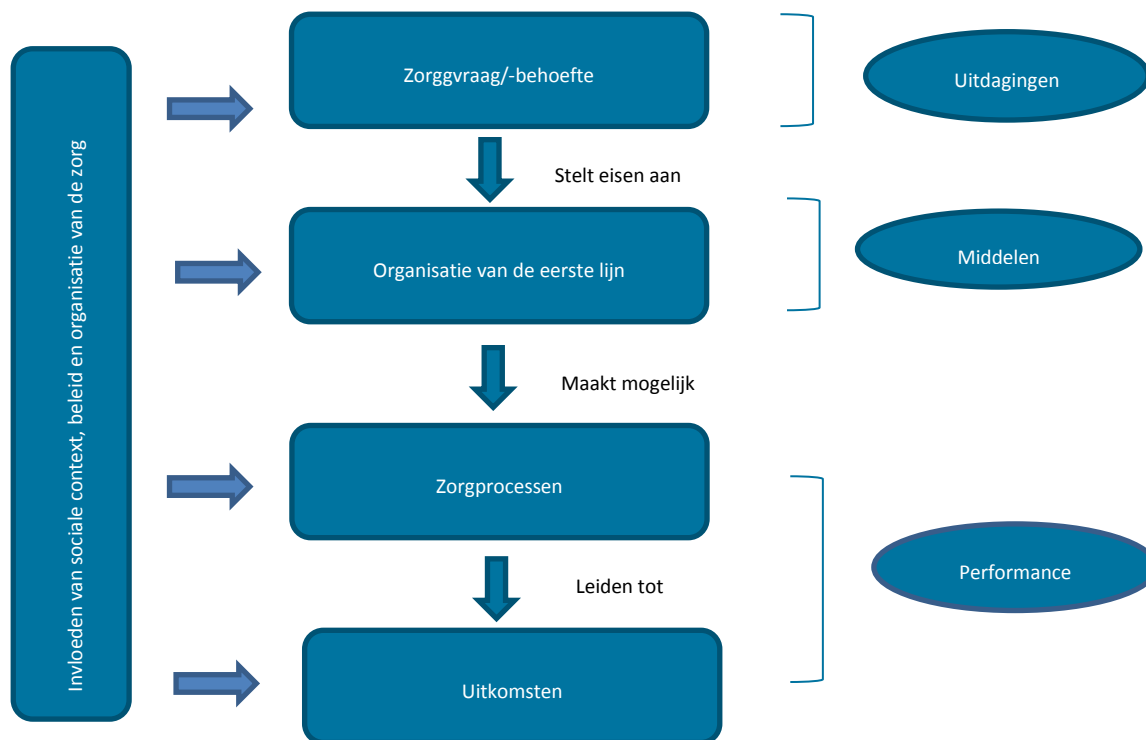 Invloeden van sociale context, beleid en organisatie van de zorg
Zorggvraag/-behoefte
Uitdagingen
Stelt eisen aan
Organisatie van de eerste lijn
Middelen
Maakt mogelijk
Zorgprocessen
Leiden tot
Performance
Uitkomsten